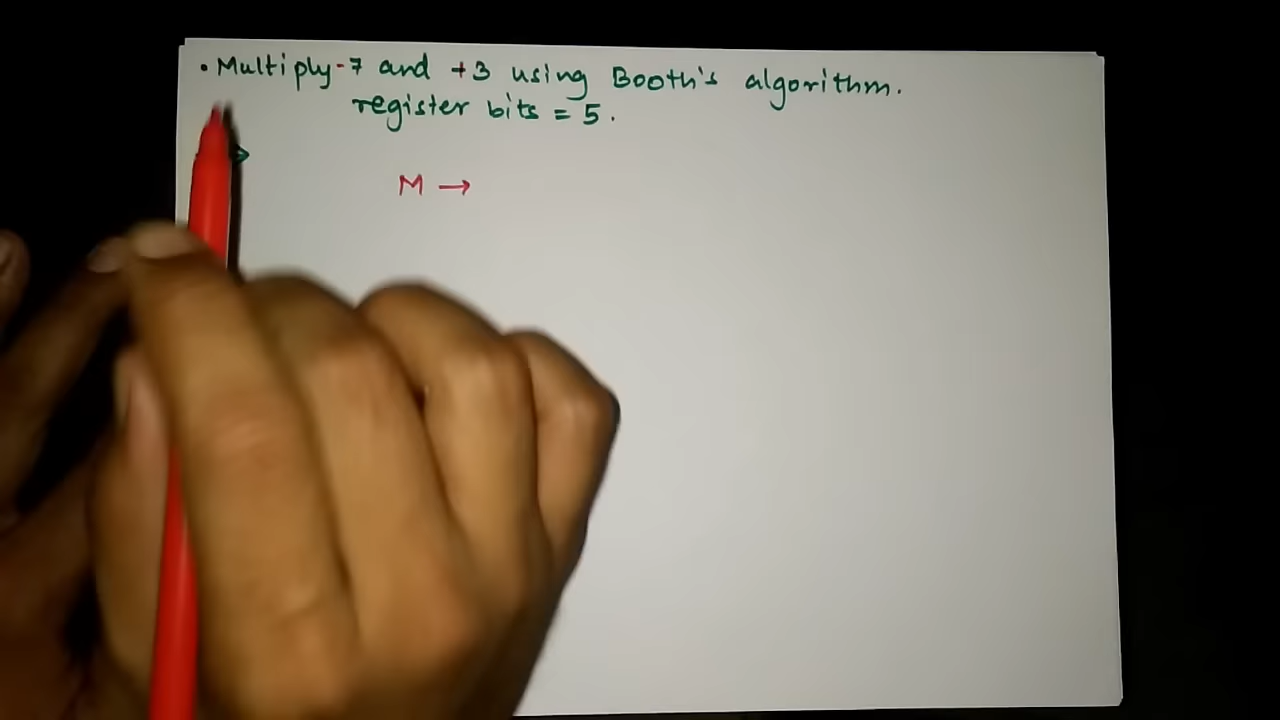 • Multiply -7 and +3 using Booth's algorithm.
register bits = 5.
M →